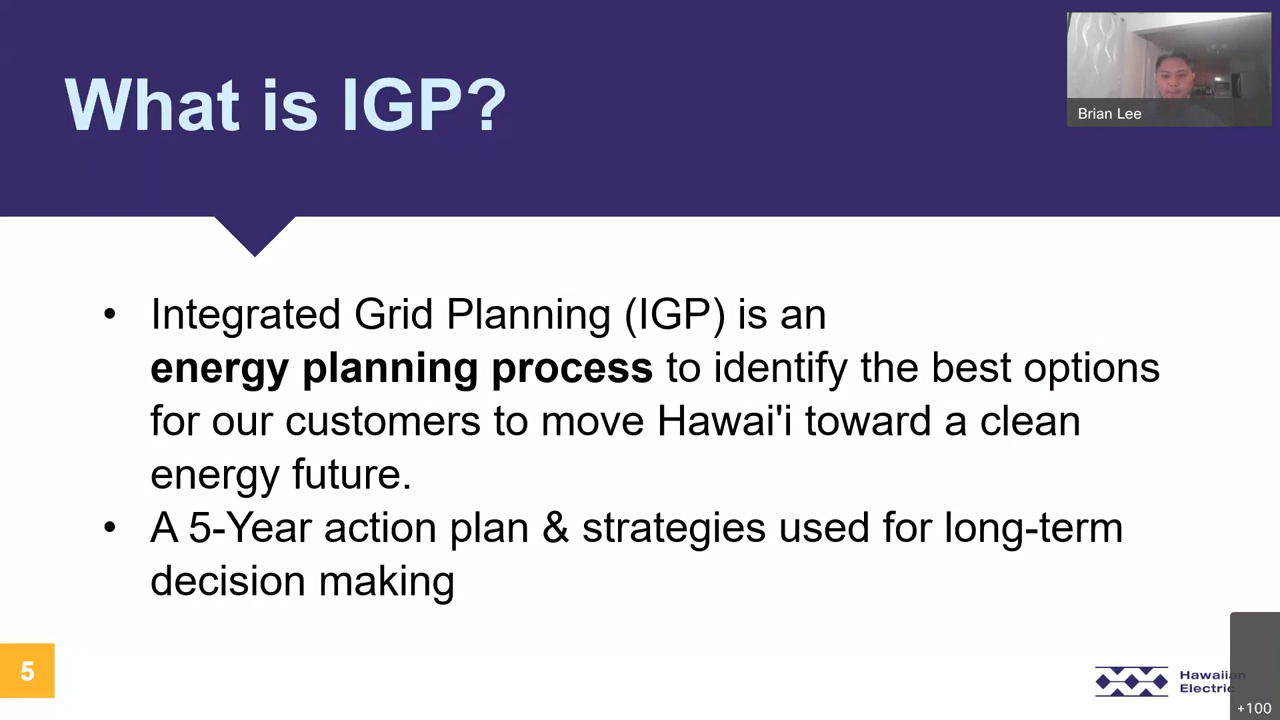 What is IGP?
Brian Lee
• Integrated Grid Planning (IGP) is an
energy planning process to identify the best options
for our customers to move Hawai'i toward a clean
energy future.
• A 5-Year action plan & strategies used for long-term
decision making
5
Hawaiian
Electric
+100